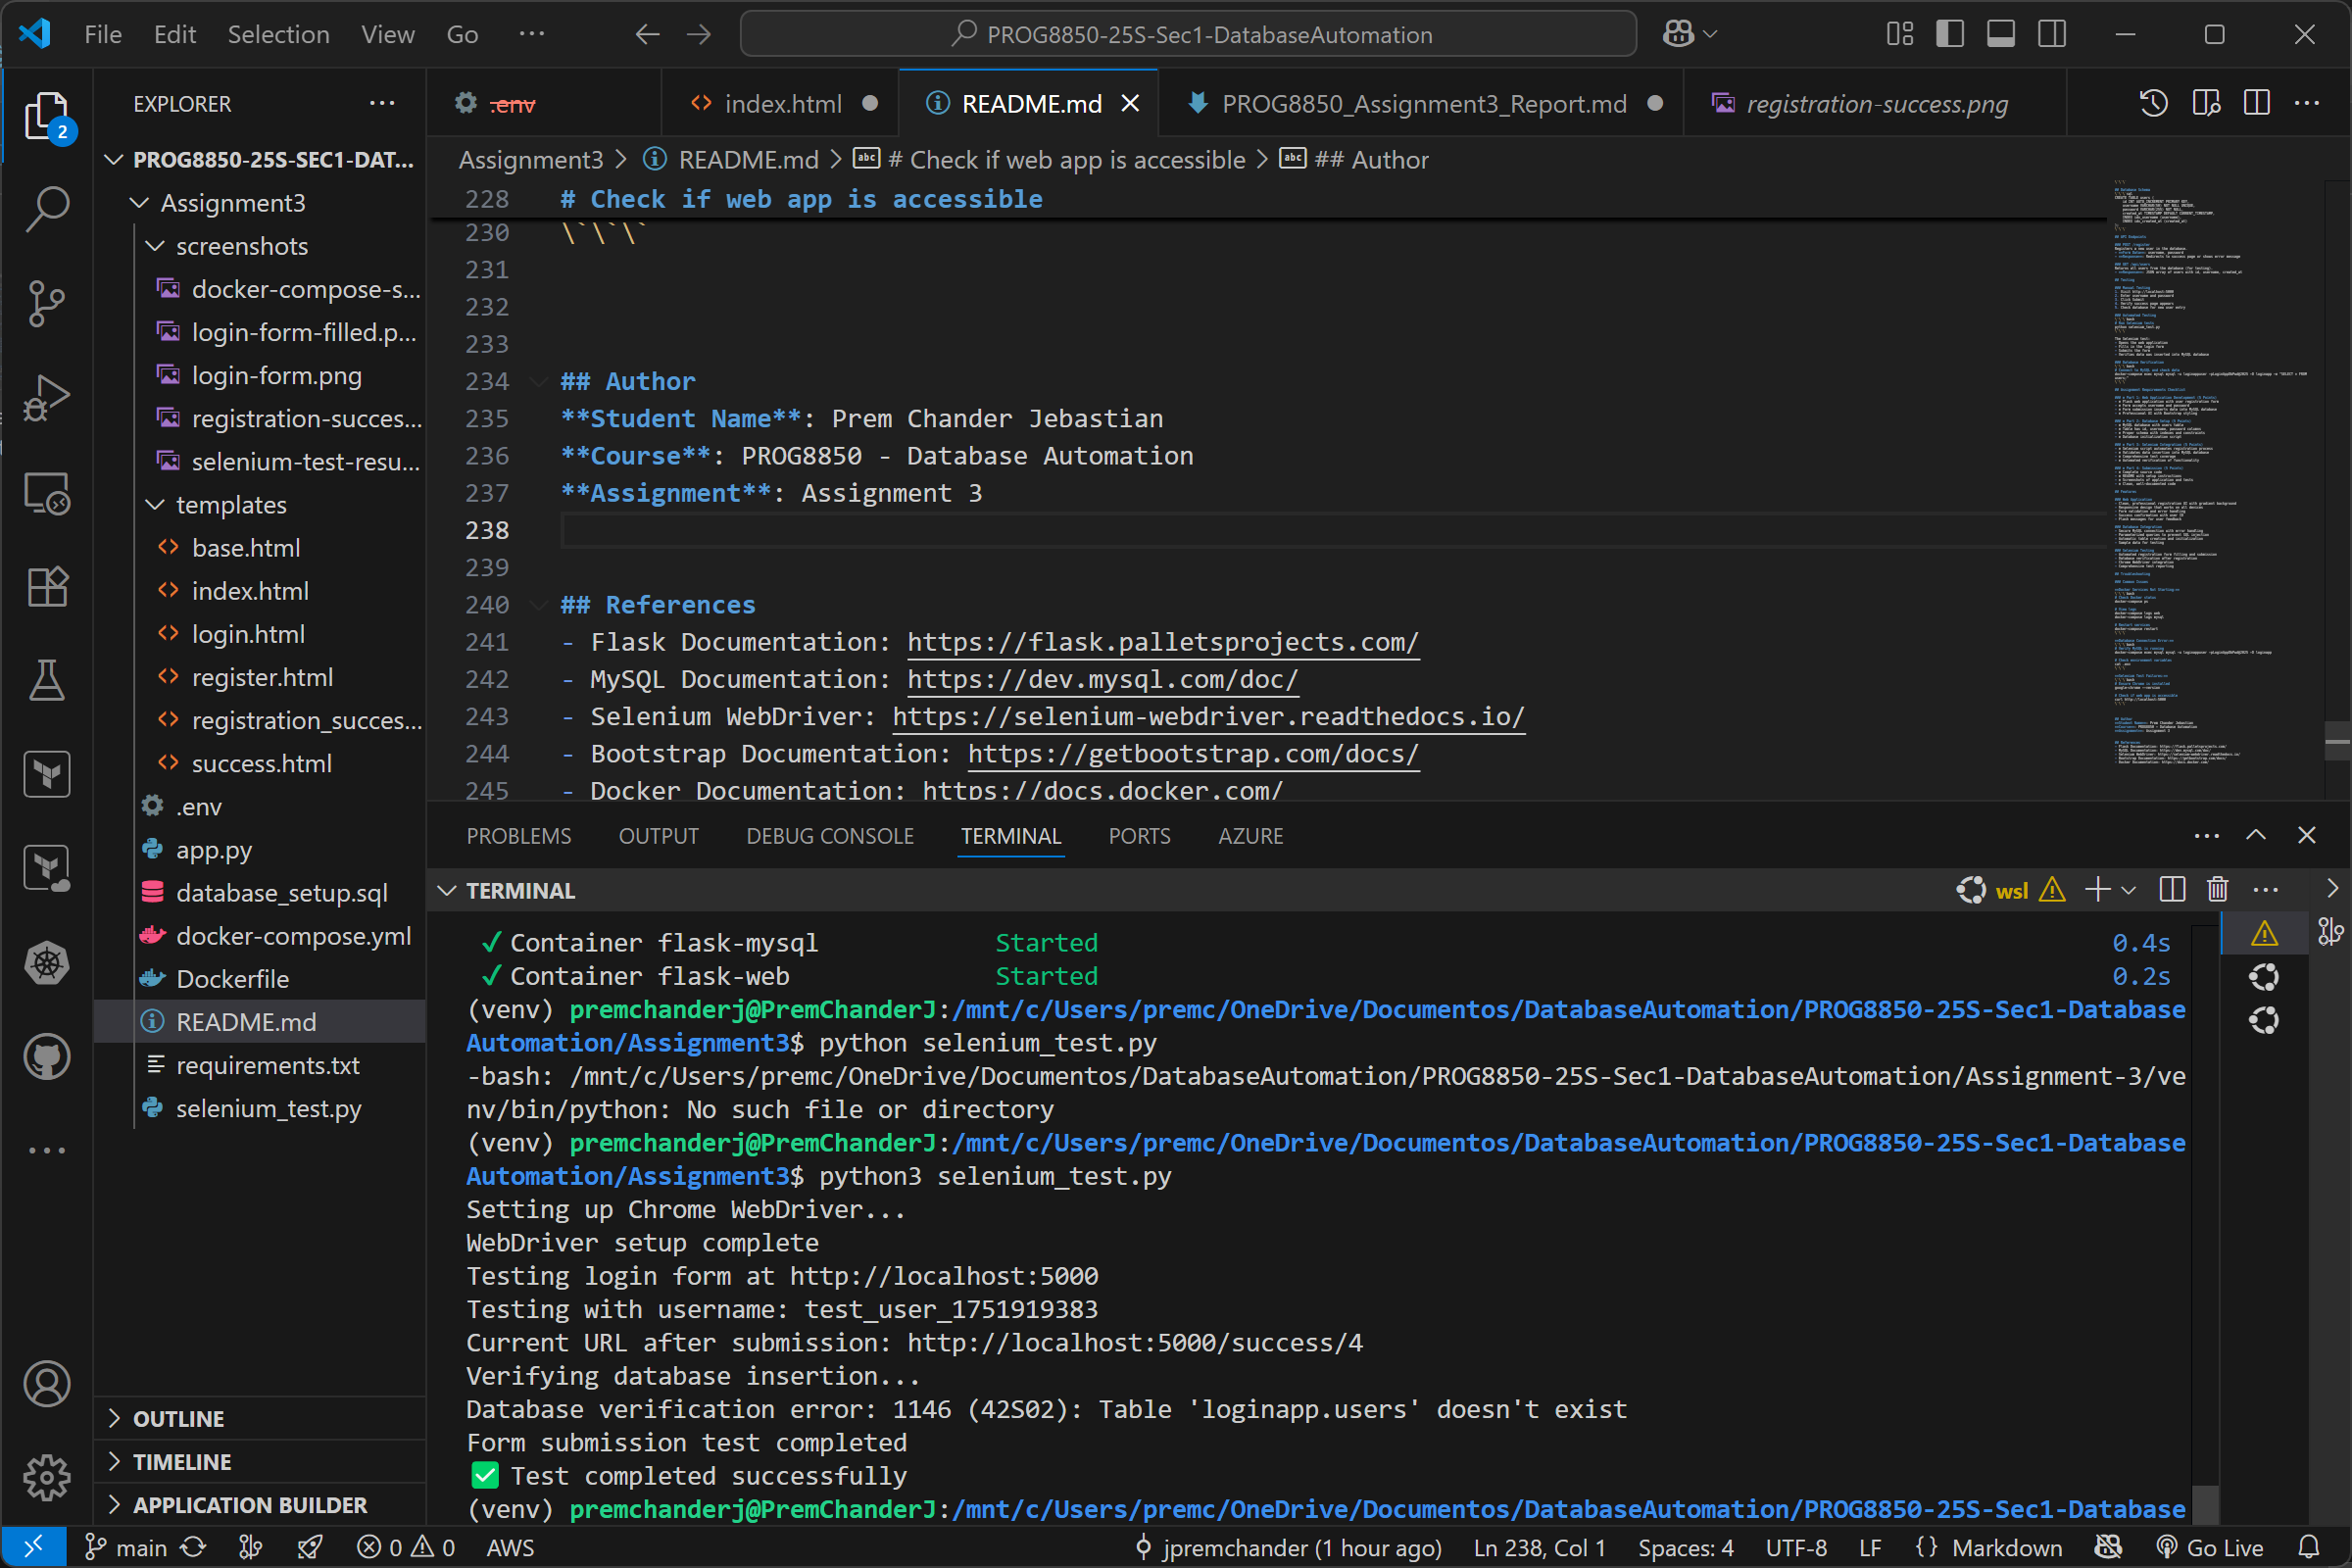 File Edit Selection View Go ··· PROG8850-25S-Sec1-DatabaseAutomation
EXPLORER
.env index.html README.md PROG8850_Assignment3_Report.md registration-success.png
Assignment3 > README.md > # Check if web app is accessible > ## Author
2
PROG8850-25S-SEC1-DAT...
Assignment3
screenshots
docker-compose-s...
login-form-filled.p...
login-form.png
registration-succes...
selenium-test-resu...
templates
base.html
index.html
login.html
register.html
registration_succes...
success.html
.env
app.py
database_setup.sql
docker-compose.yml
Dockerfile
README.md
requirements.txt
selenium_test.py
OUTLINE
TIMELINE
APPLICATION BUILDER
228 # Check if web app is accessible
230 \`\`\`
231
232
233
234 ## Author
235 **Student Name**: Prem Chander Jebastian
236 **Course**: PROG8850 - Database Automation
237 **Assignment**: Assignment 3
238
239
240 ## References
241 - Flask Documentation: https://flask.palletsprojects.com/
242 - MySQL Documentation: https://dev.mysql.com/doc/
243 - Selenium WebDriver: https://selenium-webdriver.readthedocs.io/
244 - Bootstrap Documentation: https://getbootstrap.com/docs/
245 - Docker Documentation: https://docs.docker.com/
PROBLEMS OUTPUT DEBUG CONSOLE TERMINAL PORTS AZURE
TERMINAL
wsl
✓ Container flask-mysql Started 0.4s
✓ Container flask-web Started 0.2s
(venv) premchanderj@PremChanderJ:/mnt/c/Users/premc/OneDrive/Documentos/DatabaseAutomation/PROG8850-25S-Sec1-Database
Automation/Assignment3$ python selenium_test.py
-bash: /mnt/c/Users/premc/OneDrive/Documentos/DatabaseAutomation/PROG8850-25S-Sec1-DatabaseAutomation/Assignment-3/ve
nv/bin/python: No such file or directory
(venv) premchanderj@PremChanderJ:/mnt/c/Users/premc/OneDrive/Documentos/DatabaseAutomation/PROG8850-25S-Sec1-Database
Automation/Assignment3$ python3 selenium_test.py
Setting up Chrome WebDriver...
WebDriver setup complete
Testing login form at http://localhost:5000
Testing with username: test_user_1751919383
Current URL after submission: http://localhost:5000/success/4
Verifying database insertion...
Database verification error: 1146 (42S02): Table 'loginapp.users' doesn't exist
Form submission test completed
✅ Test completed successfully
(venv) premchanderj@PremChanderJ:/mnt/c/Users/premc/OneDrive/Documentos/DatabaseAutomation/PROG8850-25S-Sec1-Database
main 0 0 AWS jpremchander (1 hour ago) Ln 238, Col 1 Spaces: 4 UTF-8 LF {} Markdown Go Live